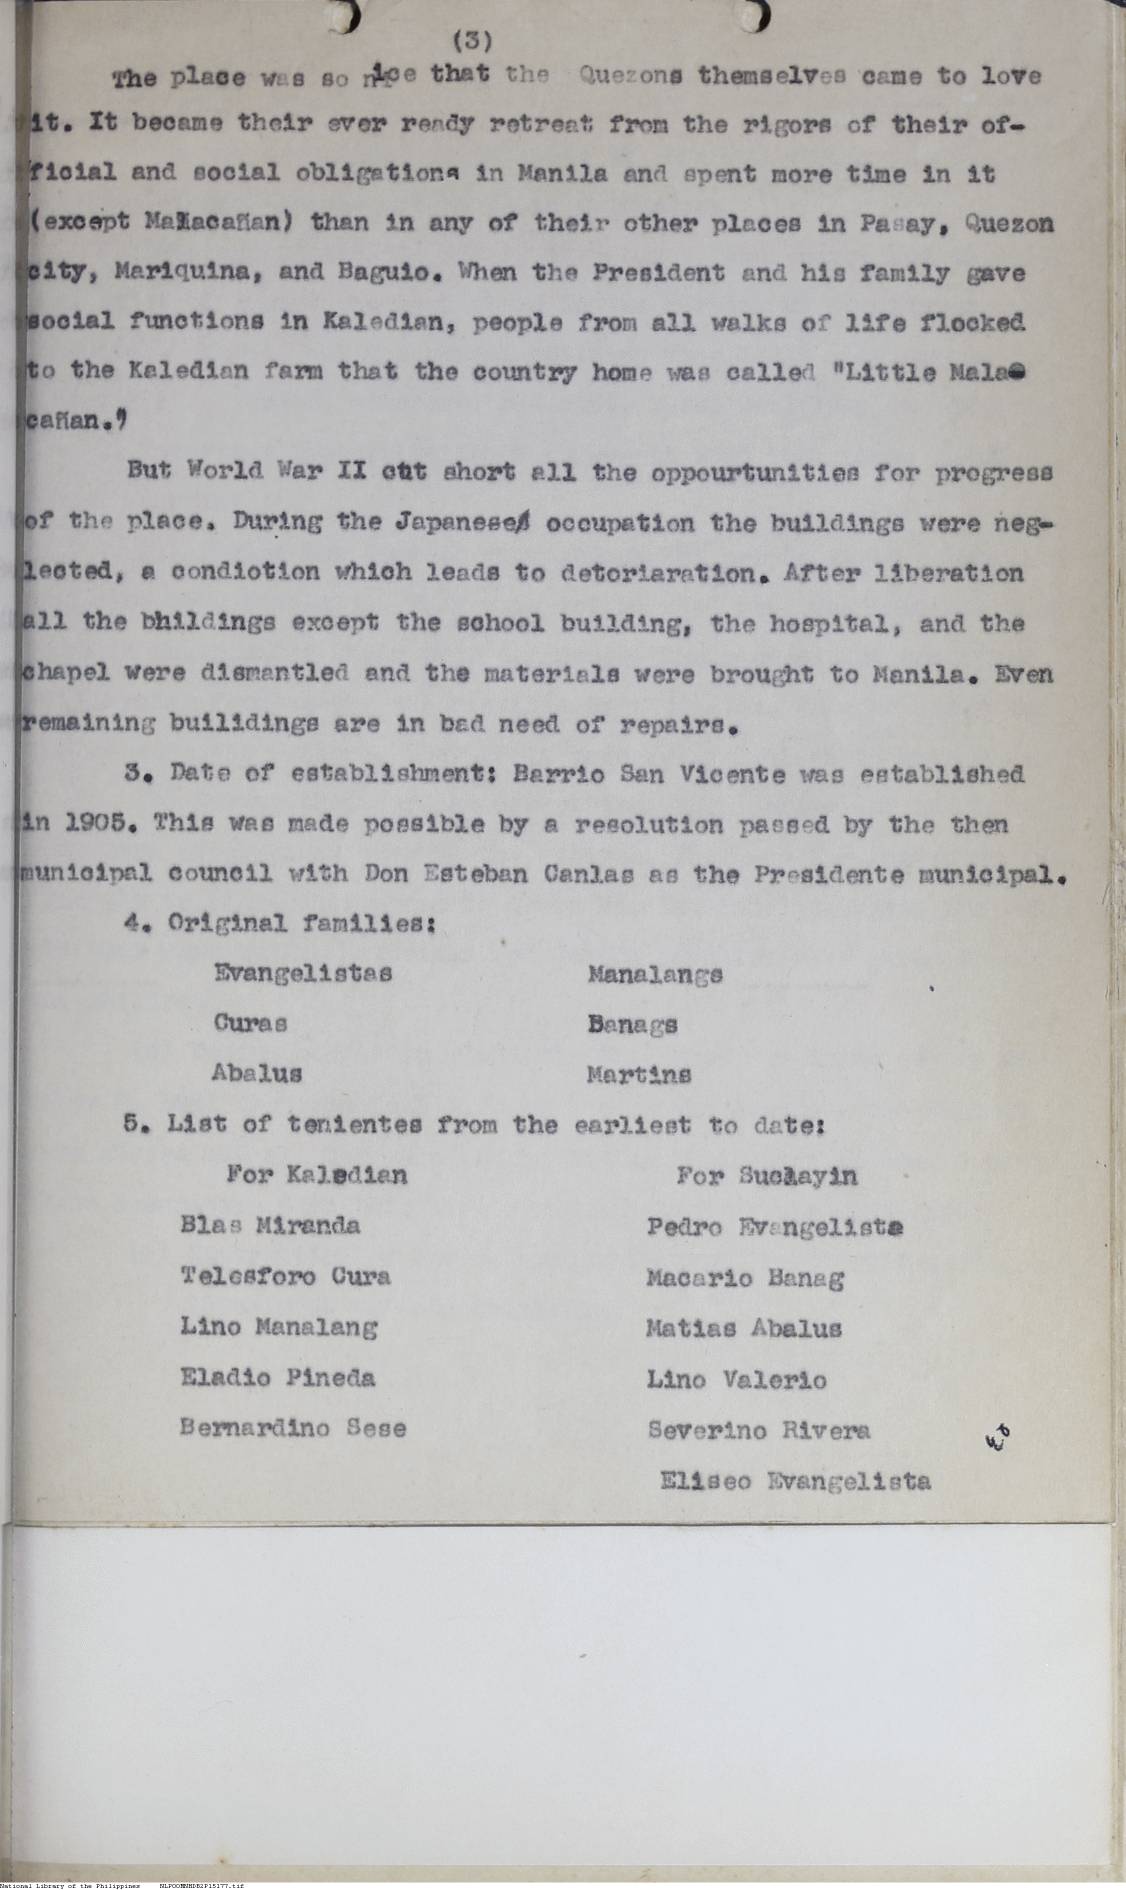 (3)
The place was so nice that the Quezons themselves came to love
it. It became their ever ready retreat from the rigors of their of-
ficial and social obligations in Manila and spent more time in it
(except Malacañan) than in any of their other places in Pasay, Quezon
city, Mariquina, and Baguio. When the President and his family gave
social functions in Kaledian, people from all walks of life flocked
to the Kaledian farm that the country home was called "Little Mala-
cañan."
But World War II cut short all the oppourtunities for progress
of the place. During the Japanese occupation the buildings were neg-
lected, a condiotion which leads to detoriaration. After liberation
all the bhildings except the school building, the hospital, and the
chapel were dismantled and the materials were brought to Manila. Even
remaining builidings are in bad need of repairs.
3. Date of establishment: Barrio San Vicente was established
in 1905. This was made possible by a resolution passed by the then
municipal council with Don Esteban Canlas as the Presidente municipal.
4. Original families:
Evangelistas Manalangs
Curas Banags
Abalus Martins
5. List of tenientes from the earliest to date:
For Kaledian For Suclayin
Blas Miranda Pedro Evangelista
Telesforo Cura Macario Banag
Lino Manalang Matias Abalus
Eladio Pineda Lino Valerio
Bernardino Sese Severino Rivera
Eliseo Evangelista
National Library of the Philippines